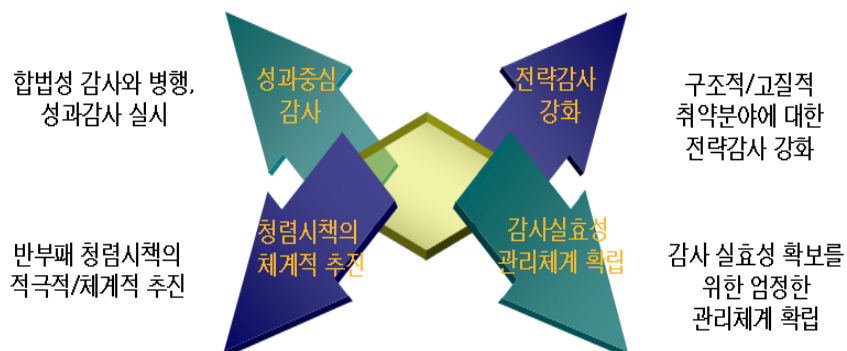 합법성 감사와 병행,
성과감사 실시
성과중심
감사
전략감사
강화
구조적/고질적
취약분야에 대한
전략감사 강화
반부패 청렴시책의
적극적/체계적 추진
청렴시책의
체계적 추진
감사실효성
관리체계 확립
감사 실효성 확보를
위한 엄정한
관리체계 확립